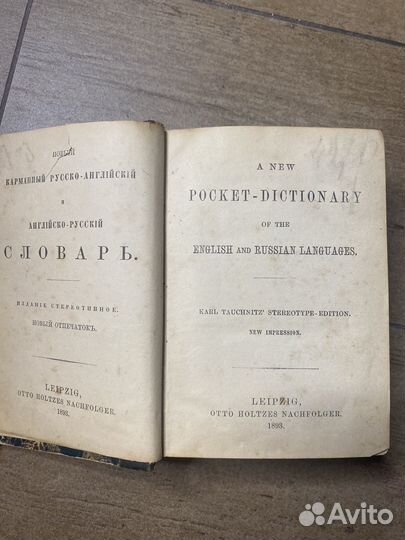 НОВЫЙ
КАРМАННЫЙ РУССКО-АНГЛІЙСКІЙ
И
АНГЛІЙСКО-РУССКІЙ
СЛОВАРЬ.
ИЗДАНІЕ СТЕРЕОТИПНОЕ.
НОВЫЙ ОТПЕЧАТОКЪ.
LEIPZIG,
OTTO HOLTZES NACHFOLGER.
1893.
A NEW
POCKET-DICTIONARY
OF THE
ENGLISH AND RUSSIAN LANGUAGES.
KARL TAUCHNITZ' STEREOTYPE-EDITION.
NEW IMPRESSION.
LEIPZIG,
OTTO HOLTZES NACHFOLGER.
1893.
Avito